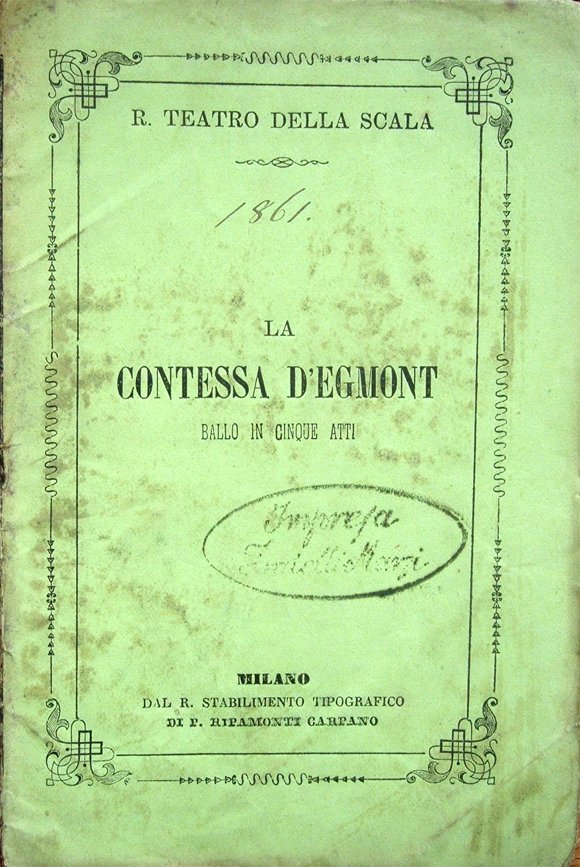 R. TEATRO DELLA SCALA
1861.
LA
CONTESSA D'EGMONT
BALLO IN CINQUE ATTI
Impresa
Marzi
MILANO
DAL R. STABILIMENTO TIPOGRAFICO
DI P. RIPAMONTI CARPANO